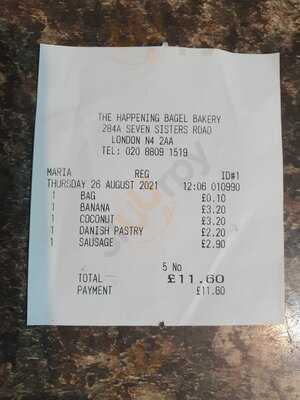 THE HAPPENING BAGEL BAKERY
284A SEVEN SISTERS ROAD
LONDON N4 2AA
TEL: 020 8809 1519
MARIA REG ID#1
THURSDAY 26 AUGUST 2021 12:06 010990
1 BAG £0.10
1 BANANA £3.20
1 COCONUT £3.20
1 DANISH PASTRY £2.20
1 SAUSAGE £2.90
5 No
TOTAL £11.60
PAYMENT £11.60